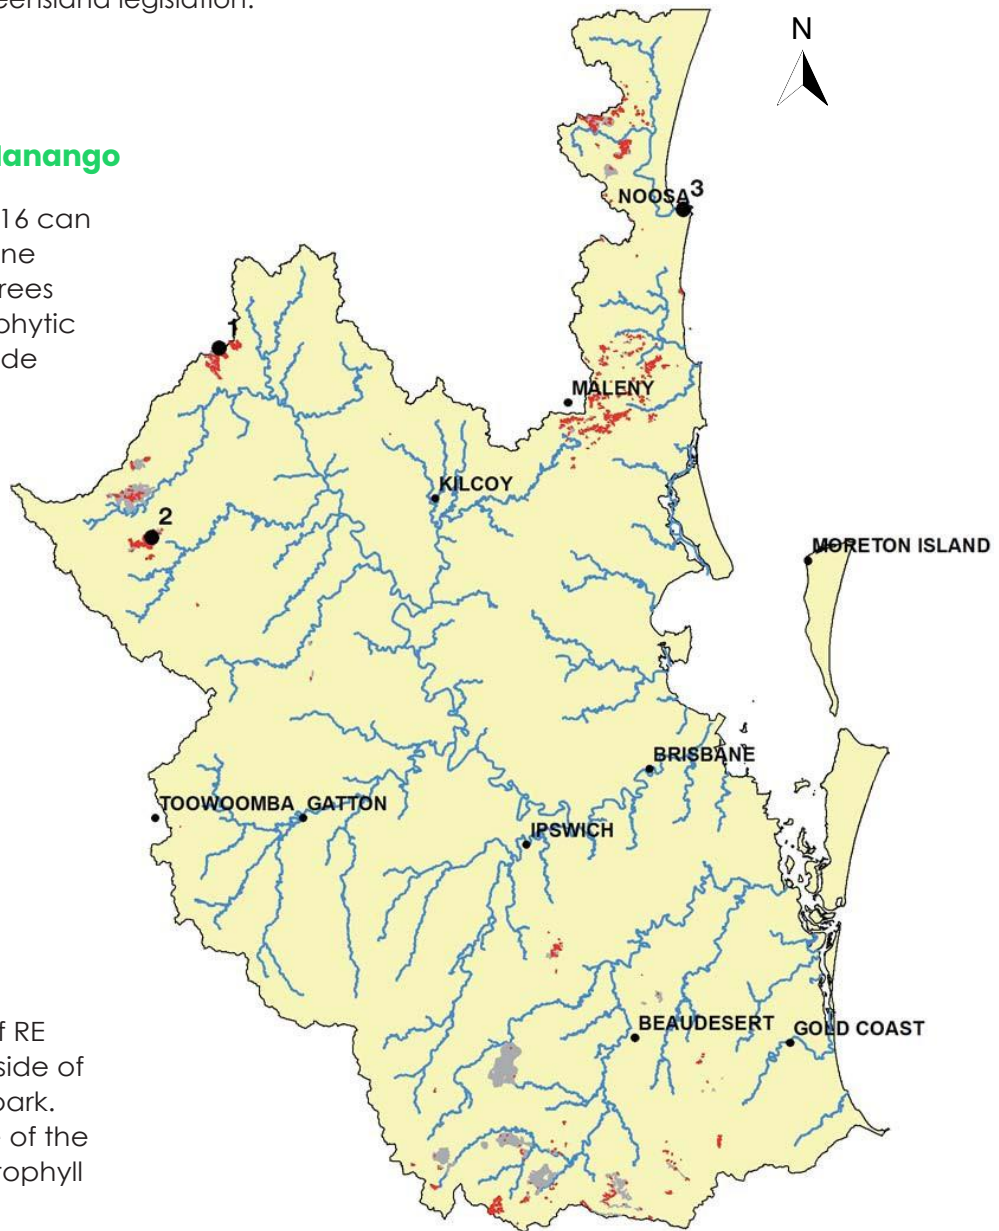 eensland legislation.
N
lanango
16 can
ne
rees
phytic
de
NOOSA 3
1
MALENY
KILCOY
2
MORETON ISLAND
BRISBANE
TOOWOOMBA GATTON
IPSWICH
f RE
side of
park.
of the
rophyll
BEAUDESERT GOLD COAST